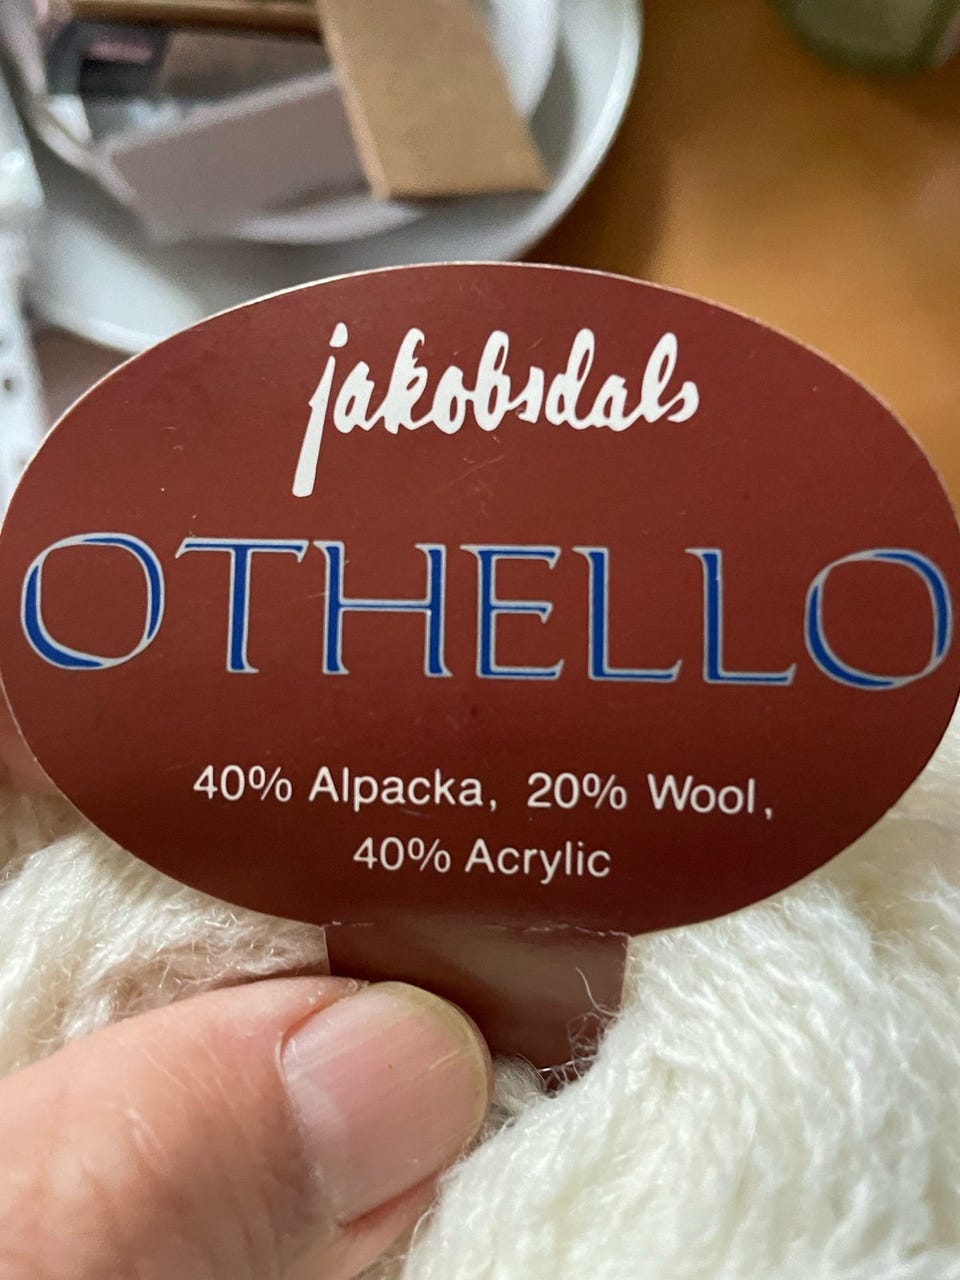 jakobsdals
OTHELLO
40% Alpacka, 20% Wool,
40% Acrylic